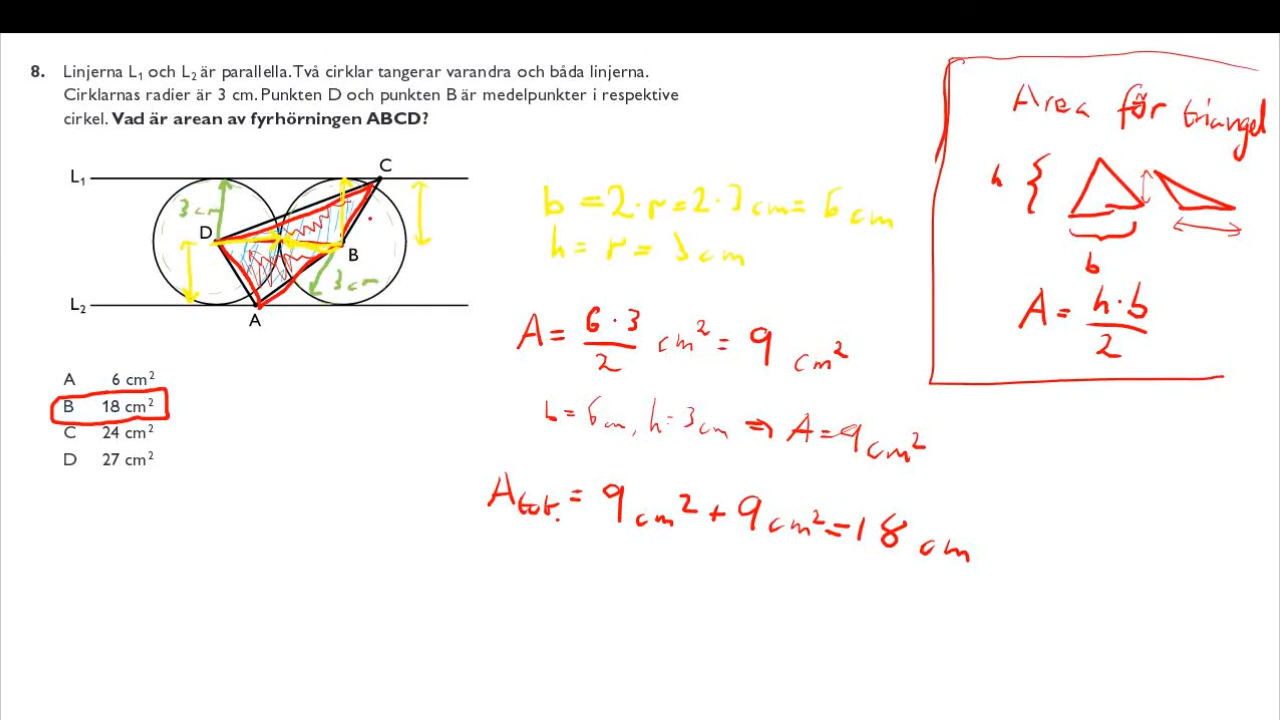 8. Linjerna L₁ och L₂ är parallella. Två cirklar tangerar varandra och båda linjerna.
Cirklarnas radier är 3 cm. Punkten D och punkten B är medelpunkter i respektive
cirkel. Vad är arean av fyrhörningen ABCD?
C
L₁
3 cm
D
B
3 cm
L₂
A
A 6 cm²
B 18 cm²
C 24 cm²
D 27 cm²
b = 2·r = 2·3 cm = 6 cm
h = r = 3 cm
A = 6·3/2 cm² = 9 cm²
b = 6 cm, h = 3 cm ⇒ A = 9 cm²
Atot. = 9 cm² + 9 cm² = 18 cm
Area för triangel
h
b
A = h·b/2